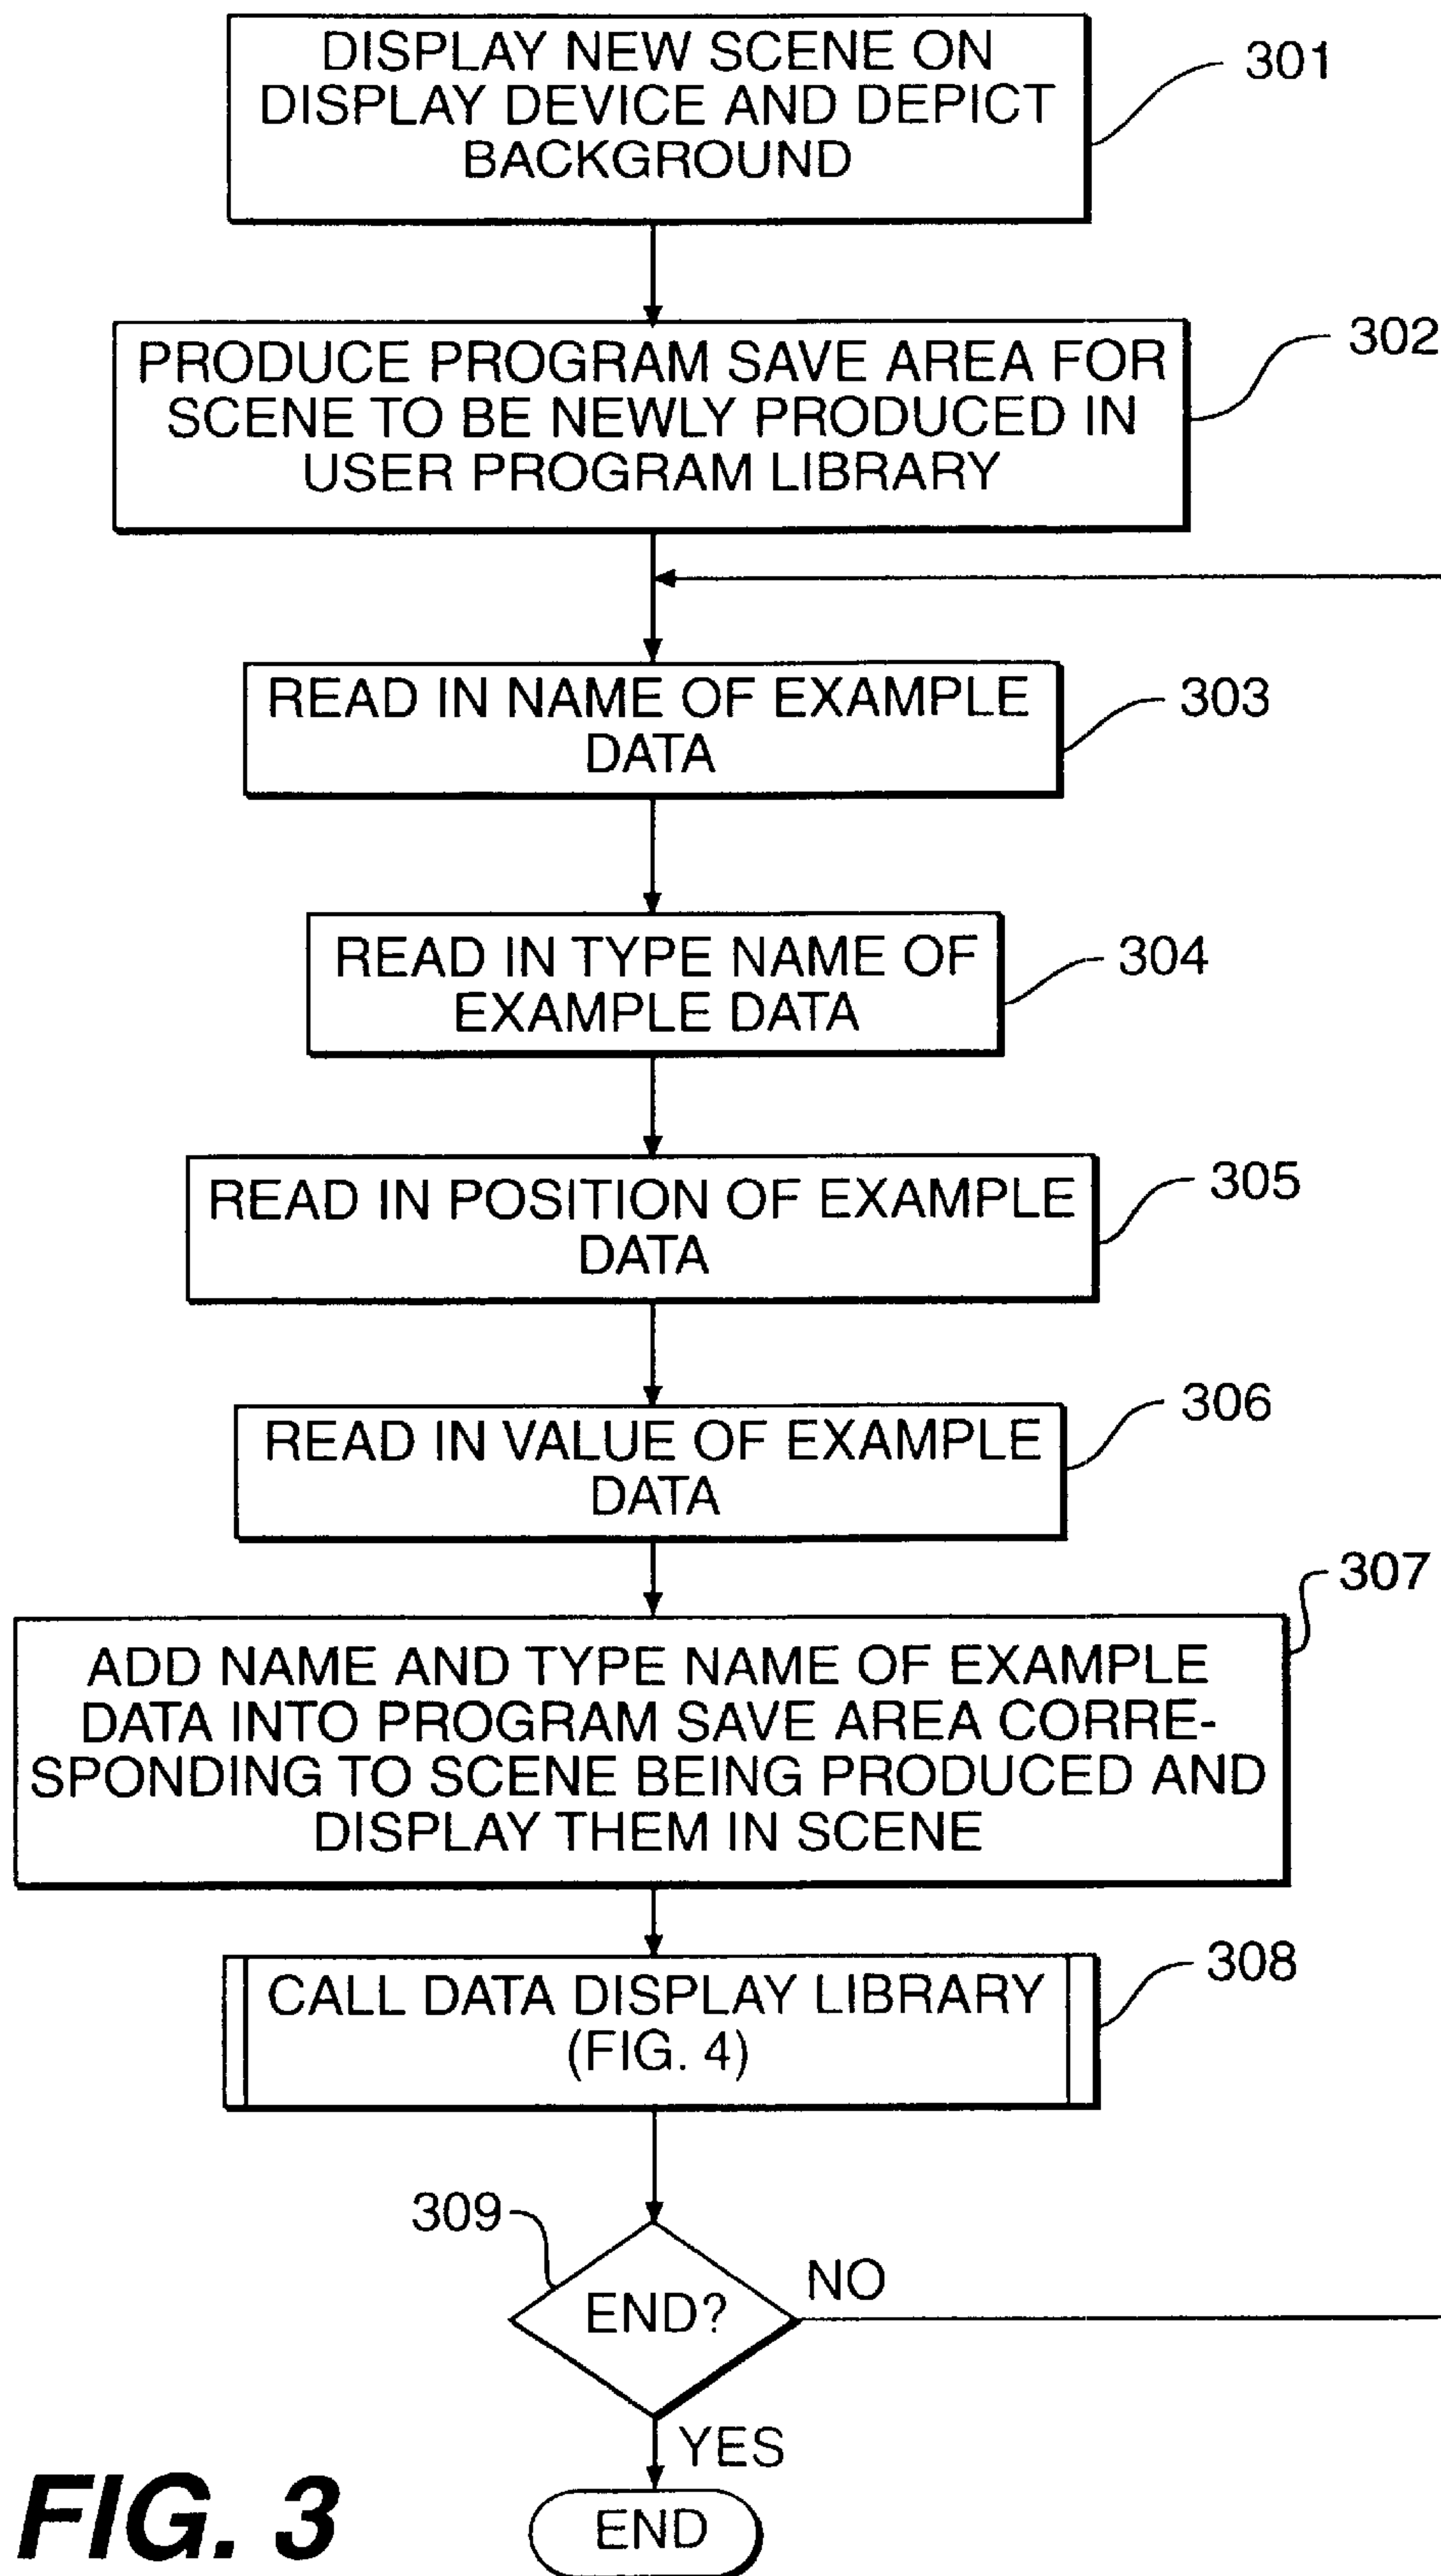 DISPLAY NEW SCENE ON
DISPLAY DEVICE AND DEPICT
BACKGROUND
301
PRODUCE PROGRAM SAVE AREA FOR
SCENE TO BE NEWLY PRODUCED IN
USER PROGRAM LIBRARY
302
READ IN NAME OF EXAMPLE
DATA
303
READ IN TYPE NAME OF
EXAMPLE DATA
304
READ IN POSITION OF EXAMPLE
DATA
305
READ IN VALUE OF EXAMPLE
DATA
306
ADD NAME AND TYPE NAME OF EXAMPLE
DATA INTO PROGRAM SAVE AREA CORRE-
SPONDING TO SCENE BEING PRODUCED AND
DISPLAY THEM IN SCENE
307
CALL DATA DISPLAY LIBRARY
(FIG. 4)
308
309
END?
NO
YES
END
FIG. 3